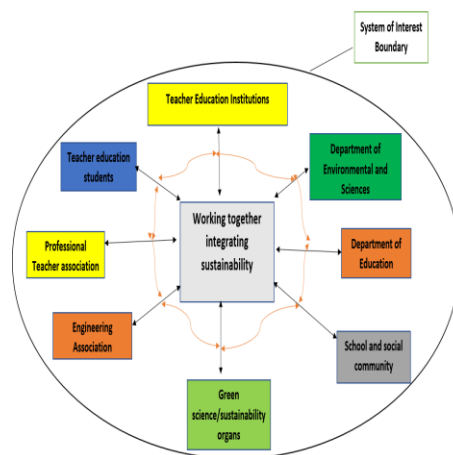 System of Interest
Boundary
Teacher Education Institutions
Teacher education
students
Department of
Environmental and
Sciences
Working together
integrating
sustainability
Professional
Teacher association
Department of
Education
Engineering
Association
School and social
community
Green
science/sustainability
organs